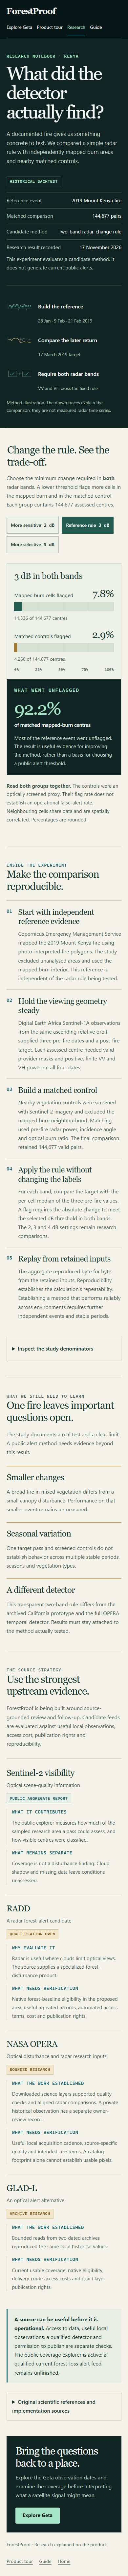 ForestProof
Explore Geta Product tour Research Guide
RESEARCH NOTEBOOK · KENYA
What did the
detector
actually find?
A documented fire gives us something
concrete to test. We compare a simple radar
rule with independently mapped burn areas
and nearby matched controls.
HISTORICAL BACKTEST
Reference event 2019 Mount Kenya fire
Matched comparison 144,677 pairs
Candidate method Two-band radar-change rule
Research result recorded 17 November 2026
This experiment evaluates a candidate method. It
does not generate current public alerts.
Build the reference
28 Jan · 9 Feb · 21 Feb 2019
Compare the later return
17 March 2019 target
Require both radar bands
VV and VH cross the fixed rule
Method illustration. The drawn traces explain the
comparison; they are not measured radar time series.
Change the rule. See the
trade-off.
Choose the minimum change required in both
radar bands. A lower threshold flags more cells in
the mapped burn and in the matched control.
Each group contains 144,677 assessed centres.
More sensitive 2 dB
Reference rule 3 dB
More selective 4 dB
3 dB in both bands
Mapped burn cells flagged 7.8%
11,336 of 144,677 centres
Matched controls flagged 2.9%
4,260 of 144,677 centres
0% 25% 50% 75% 100%
WHAT WENT UNFLAGGED
92.2%
of matched mapped-burn centres
Most of the reference event went unflagged.
The result is useful evidence for improving
the method, rather than a basis for choosing
a public alert threshold.
Read both groups together. The controls were not
optically screened. Their flag rate does not
establish an operational false-alert rate.
Neighbouring cells share data and are spatially
correlated. Percentages are rounded.
INSIDE THE EXPERIMENT
Make the comparison
reproducible.
01 Start with independent
reference evidence
Copernicus Emergency Management Service
mapped the 2019 Mount Kenya fire using
photo-interpretation. The polygons for the
study excluded unanalysed areas and used the
mapped burn interior. This reference is
independent of the radar rule being tested.
02 Hold the viewing geometry
steady
Digital Earth Africa Sentinel-1A observations
from the same ascending relative orbit
supplied three pre-fire dates and a post-fire
target. Each assessed centre needed valid
provider masks and positive, finite VV and
VH power on all four dates.
03 Build a matched control
Nearby vegetation controls were screened
with Sentinel-2 imagery and excluded the
mapped burn neighbourhood. Matching
used pre-fire radar power, incidence angle
and optical burn ratio. The final comparison
retained 144,677 valid pairs.
04 Apply the rule without
changing the labels
For each band, compare the target with the
per-cell median of the three pre-fire values.
A flag requires the absolute change to meet
the selected dB threshold in both bands.
The 2, 3 and 4 dB settings remain research
comparisons.
05 Replay from retained inputs
The aggregate reproduced byte for byte
from the retained inputs. Reproducibility
establishes the calculation's repeatability.
Establishing a method that performs reliably
across environments requires further
independent events and stable periods.
▶ Inspect the study denominators
WHAT WE STILL NEED TO LEARN
One fire leaves important
questions open.
The study documents a real test and a clear limit.
A public alert method needs evidence beyond
this result.
Smaller changes
A broad fire in mixed vegetation differs from a
small canopy disturbance. Performance on that
smaller event remains unmeasured.
Seasonal variation
One target pass and screened controls do not
establish behavior across multiple stable periods,
seasons and vegetation types.
A different detector
This transparent two-band rule differs from the
archived California prototype and the full OPERA
temporal detector. Results must stay attached to
the method actually tested.
THE SOURCE STRATEGY
Use the strongest
upstream evidence.
ForestProof is being built around source-
grounded review and follow-up. Candidate feeds
are evaluated against useful local observations,
access cost, publication rights and
reproducibility.
Sentinel-2 visibility
Optical scene-quality information
PUBLIC AGGREGATE REPORT
WHAT IT CONTRIBUTES
The public explorer measures how much of the
sampled research area a pass could assess, and
how visible centres were classified.
WHAT REMAINS SEPARATE
Coverage is not a disturbance finding. Cloud,
shadow and missing data leave conditions
unassessed.
RADD
A radar forest-alert candidate
QUALIFICATION OPEN
WHY EVALUATE IT
Radar is useful where clouds limit optical views.
The source supplies a specialized forest-
disturbance product.
WHAT NEEDS VERIFICATION
Native forest-baseline eligibility in the proposed
area, useful repeated records, automated access
terms, cost and publication rights.
NASA OPERA
Optical disturbance and radar research inputs
BOUNDED RESEARCH
WHAT THE WORK ESTABLISHED
Downloaded science layers supported quality
checks and aligned radar comparisons. A private
historical observation has a separate owner-
review record.
WHAT NEEDS VERIFICATION
Useful local acquisition cadence, source-specific
quality and intended-use terms. A catalog
footprint alone cannot establish usable pixels.
GLAD-L
An optical alert alternative
ARCHIVE RESEARCH
WHAT THE WORK ESTABLISHED
Bounded reads from two dated archives
reproduced the same local historical values.
WHAT NEEDS VERIFICATION
Current usable coverage, native eligibility,
delivery-route access costs and exact layer
publication rights.
A source can be useful before it is
operational. Access to data, useful local
observations, a qualified detector and
permission to publish are separate checks.
The public coverage explorer is active; a
qualified current forest loss alert feed
remains unfinished.
▶ Original scientific references and
implementation sources
Bring the questions
back to a place.
Explore the Geta observation dates and
examine the coverage before interpreting
what a satellite signal might mean.
Explore Geta
ForestProof · Research explained on the product
Product tour Guide Home